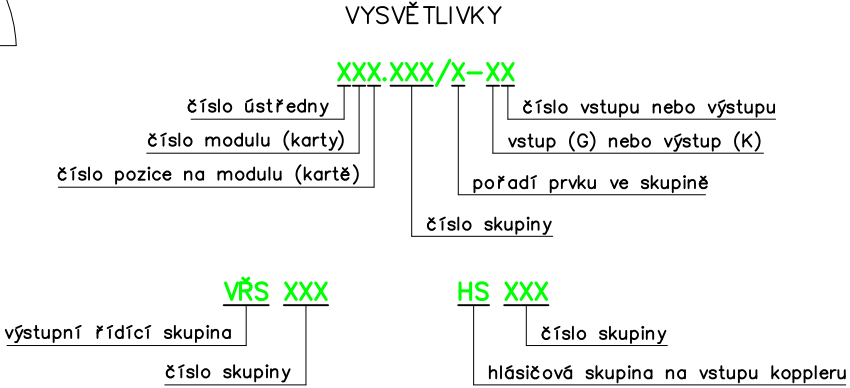 VYSVĚTLIVKY
XXX.XXX/X-XX
číslo ústředny
číslo vstupu nebo výstupu
číslo modulu (karty)
vstup (G) nebo výstup (K)
číslo pozice na modulu (kartě)
pořadí prvku ve skupině
číslo skupiny
VŘS XXX
HS XXX
výstupní řídící skupina
číslo skupiny
číslo skupiny
hlásičová skupina na vstupu koppleru